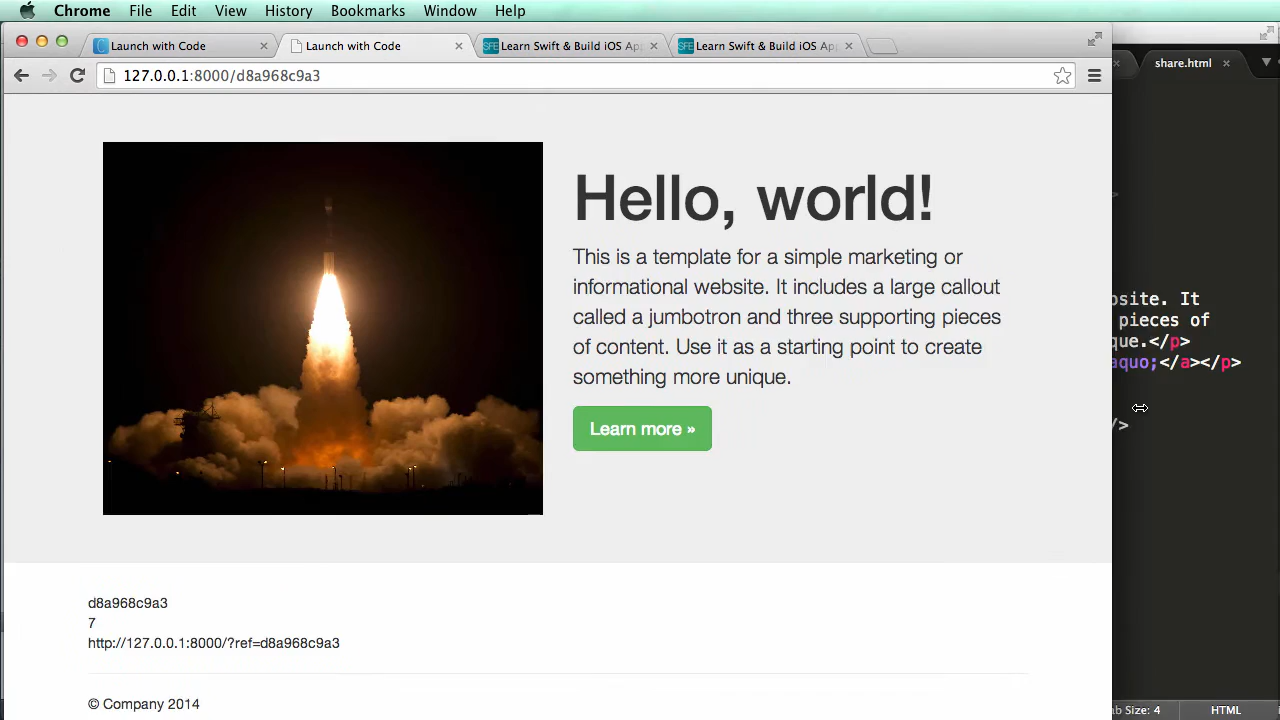 Chrome File Edit View History Bookmarks Window Help
Launch with Code
Launch with Code
Learn Swift & Build iOS Ap
Learn Swift & Build iOS Ap
share.html
127.0.0.1:8000/d8a968c9a3
Hello, world!
This is a template for a simple marketing or
informational website. It includes a large callout
called a jumbotron and three supporting pieces
of content. Use it as a starting point to create
something more unique.
Learn more »
osite. It
pieces of
que.</p>
aquo;</a></p>
/>
d8a968c9a3
7
http://127.0.0.1:8000/?ref=d8a968c9a3
© Company 2014
ab Size: 4
HTML